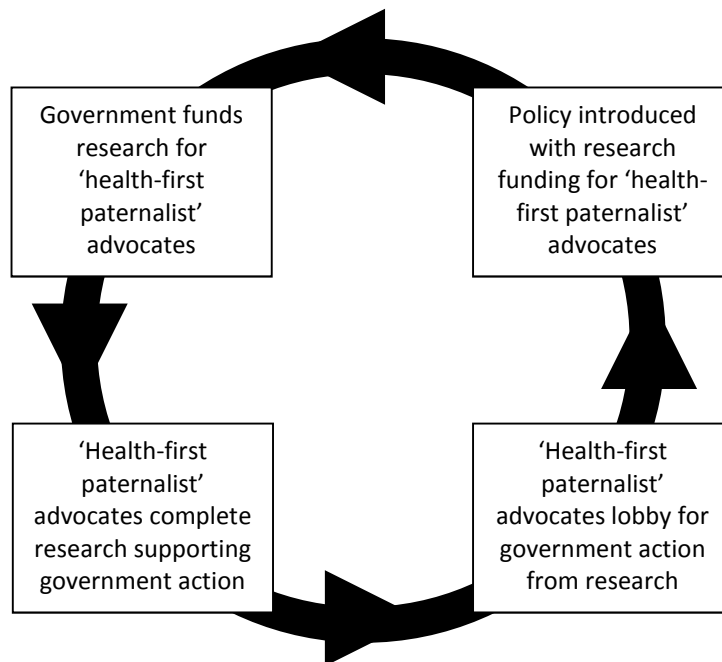 Government funds
research for
‘health-first
paternalist’
advocates
Policy introduced
with research
funding for ‘health-
first paternalist’
advocates
‘Health-first
paternalist’
advocates complete
research supporting
government action
‘Health-first
paternalist’
advocates lobby for
government action
from research